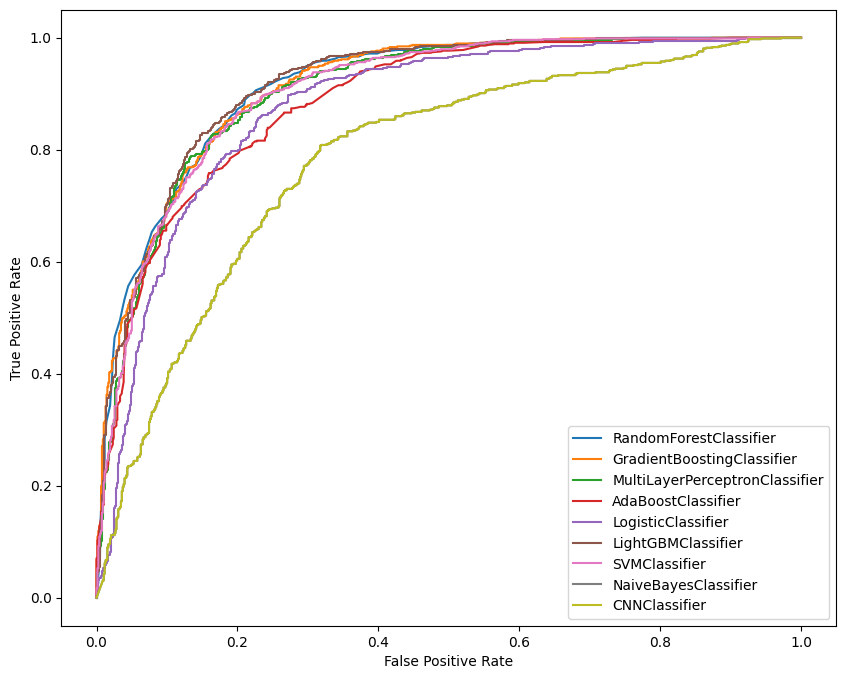 1.0
0.8
0.6
0.4
0.2
0.0
True Positive Rate
RandomForestClassifier
GradientBoostingClassifier
MultiLayerPerceptronClassifier
AdaBoostClassifier
LogisticClassifier
LightGBMClassifier
SVMClassifier
NaiveBayesClassifier
CNNClassifier
0.0 0.2 0.4 0.6 0.8 1.0
False Positive Rate